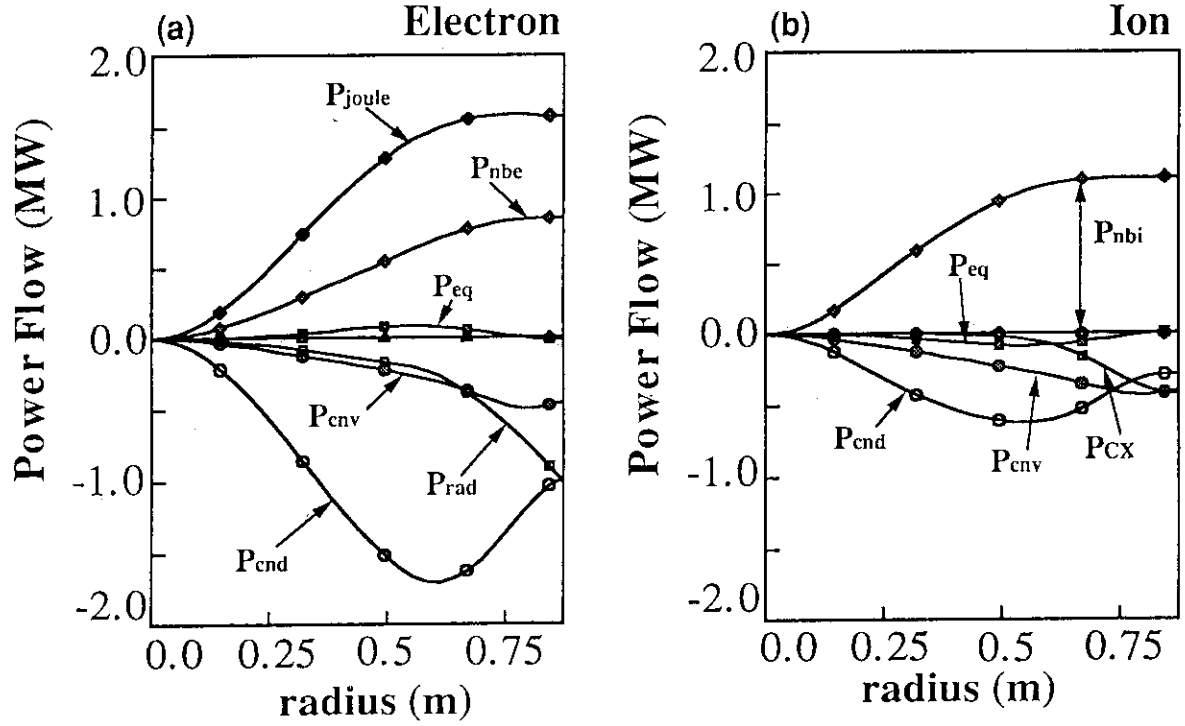 (a)
Electron
Power Flow (MW)
2.0
1.0
0.0
-1.0
-2.0
Pjoule
Pnbe
Peq
Pcnv
Prad
Pcnd
0.0 0.25 0.5 0.75
radius (m)
(b)
Ion
Power Flow (MW)
2.0
1.0
0.0
-1.0
-2.0
Pnbi
Peq
Pcnd
Pcnv
PCX
0.0 0.25 0.5 0.75
radius (m)